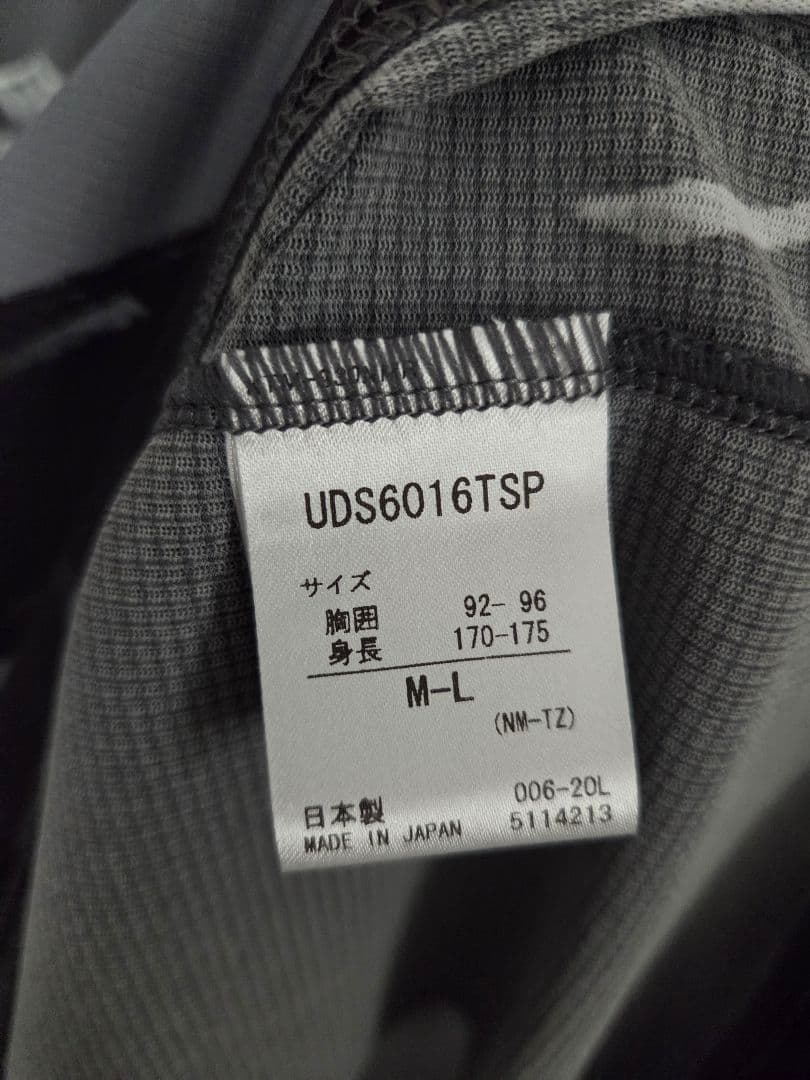 UDS6016TSP
サイズ
胸囲 92- 96
身長 170-175
M-L
(NM-TZ)
日本製 006-20L
MADE IN JAPAN 5114213